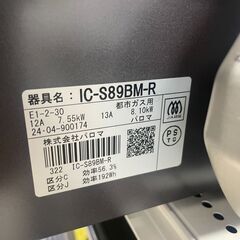 器具名: IC-S89BM-R
E1-2-30 都市ガス用
12A 7.55kW 13A 8.10kW
24-04-900174 パロマ
株式会社パロマ
322 IC-S89BM-R
区分C 効率56.3%
区分J 効率192Wh
PS
TG